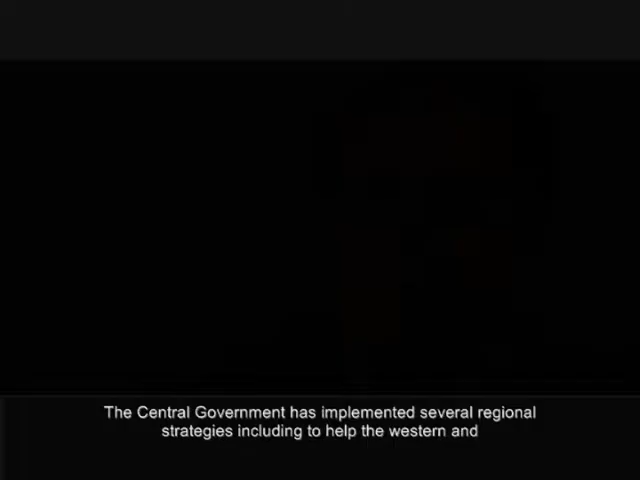 The Central Government has implemented several regional
strategies including to help the western and